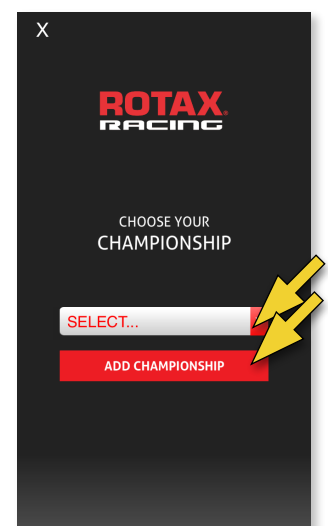 X
ROTAX.
RACING
CHOOSE YOUR
CHAMPIONSHIP
SELECT...
ADD CHAMPIONSHIP